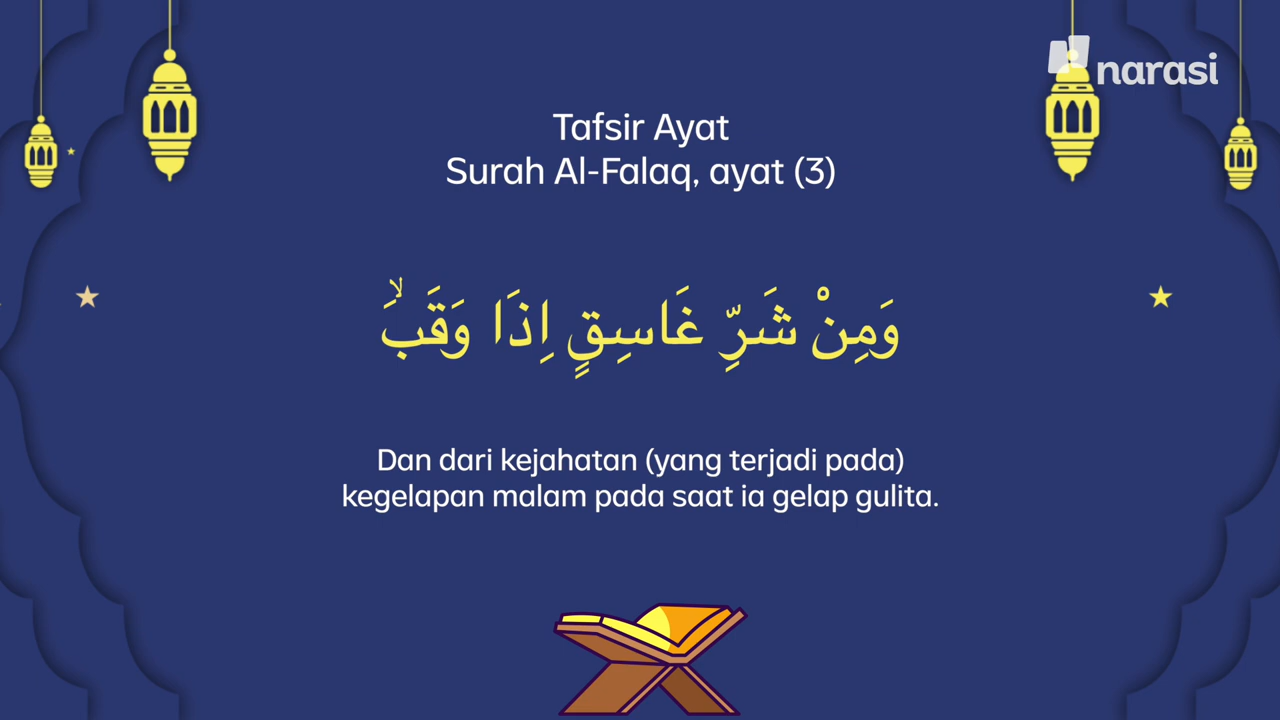 narasi
Tafsir Ayat
Surah Al-Falaq, ayat (3)
وَمِنْ شَرِّ غَاسِقٍ اِذَا وَقَبَۙ
Dan dari kejahatan (yang terjadi pada)
kegelapan malam pada saat ia gelap gulita.